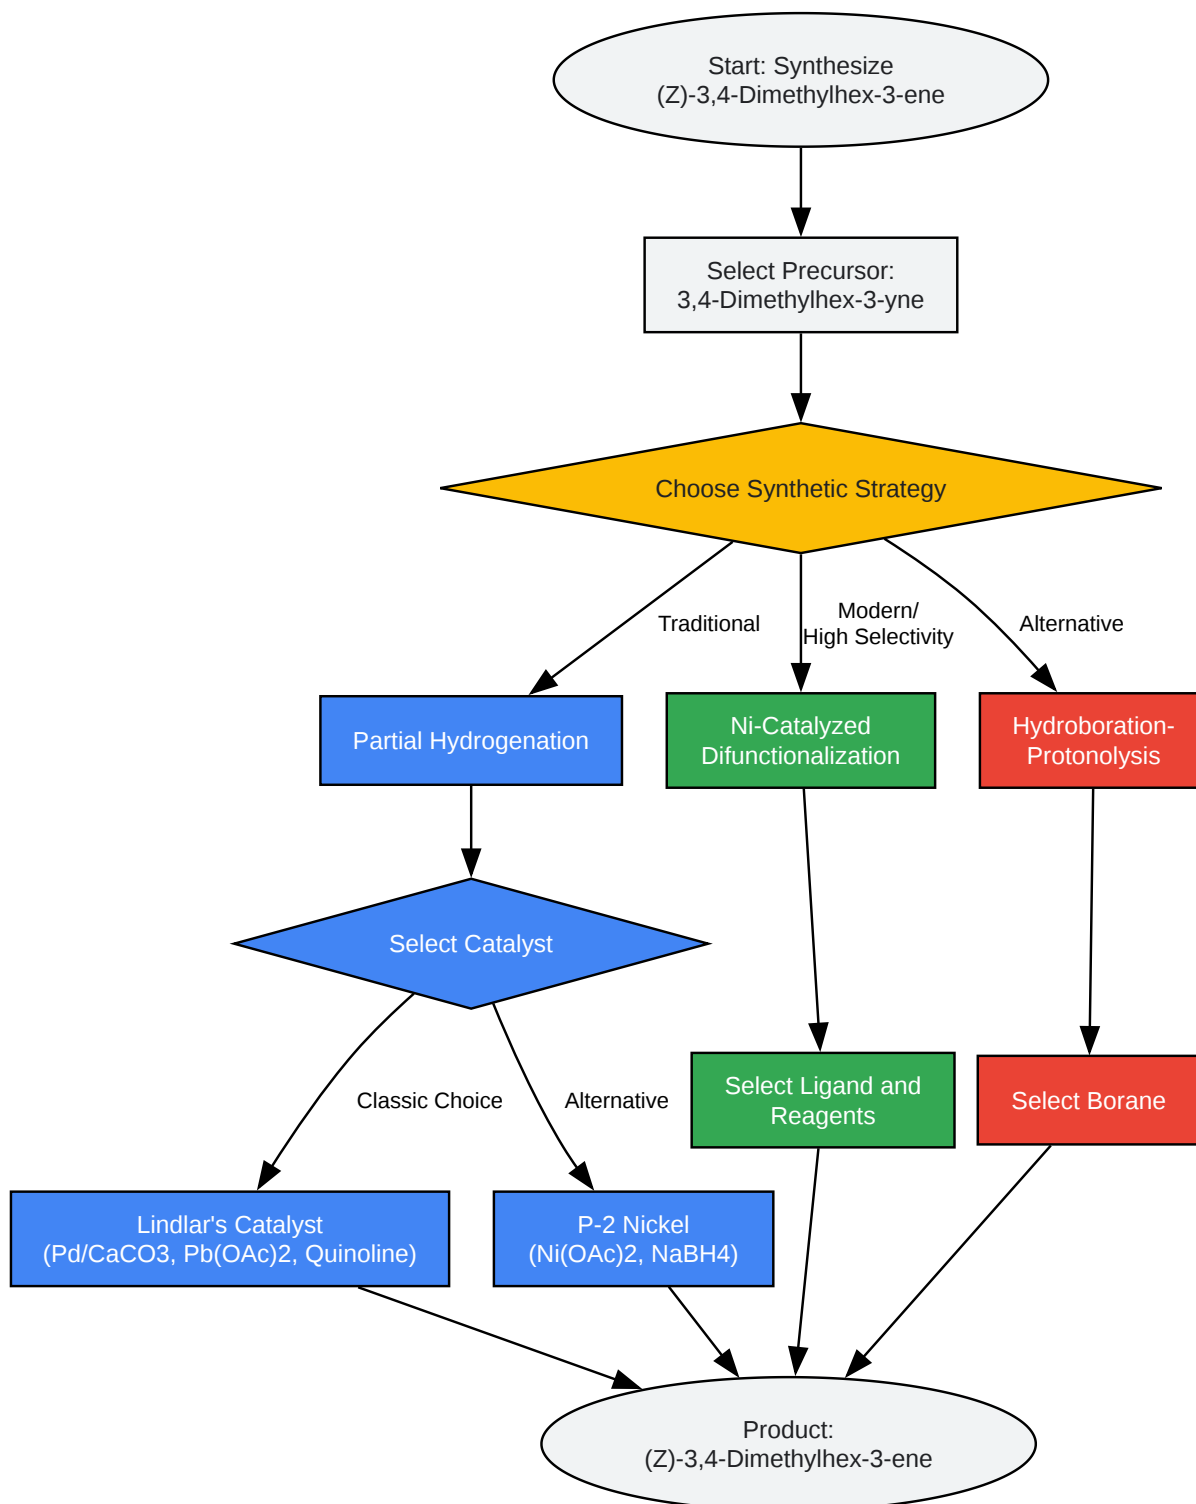 Start: Synthesize
(Z)-3,4-Dimethylhex-3-ene
Select Precursor:
3,4-Dimethylhex-3-yne
Choose Synthetic Strategy
Traditional
Modern/
High Selectivity
Alternative
Partial Hydrogenation
Ni-Catalyzed
Difunctionalization
Hydroboration-
Protonolysis
Select Catalyst
Classic Choice
Alternative
Select Ligand and
Reagents
Select Borane
Lindlar's Catalyst
(Pd/CaCO3, Pb(OAc)2, Quinoline)
P-2 Nickel
(Ni(OAc)2, NaBH4)
Product:
(Z)-3,4-Dimethylhex-3-ene